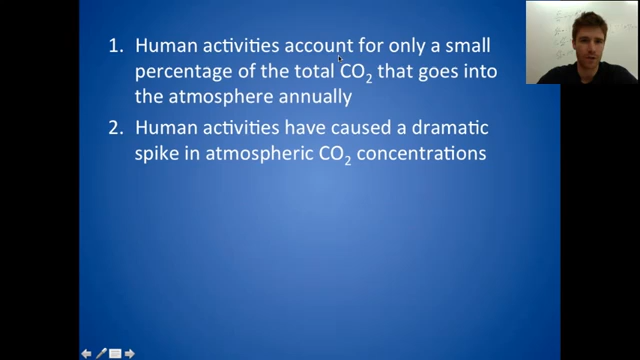 1. Human activities account for only a small
percentage of the total CO₂ that goes into
the atmosphere annually
2. Human activities have caused a dramatic
spike in atmospheric CO₂ concentrations